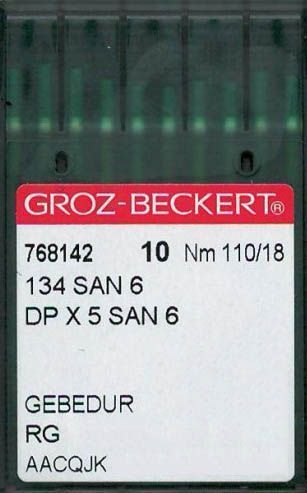 GROZ-BECKERT®
768142 10 Nm 110/18
134 SAN 6
DP X 5 SAN 6
GEBEDUR
RG
AACQJK